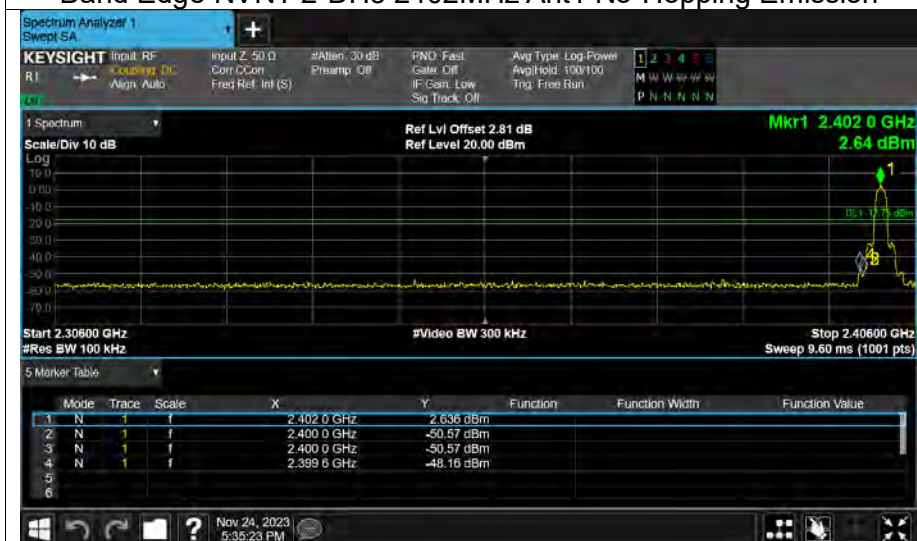 Band Edge NVNT 2-DH5 2402MHz Ant1 No-Hopping Emission
Spectrum Analyzer 1
Swept SA
+
KEYSIGHT Input: RF Input Z: 50 Ω #Atten: 30 dB PNO: Fast Avg Type: Log-Power 1 2 3 4 5 6
R L Coupling: DC Corr CCorr Preamp: Off Gate: Off Avg|Hold: 100/100 M W W W W W
Align: Auto Freq Ref: Int (S) IF Gain: Low Trig: Free Run
Sig Track: Off P N N N N N
1 Spectrum Ref Lvl Offset 2.81 dB Mkr1 2.402 0 GHz
Scale/Div 10 dB Ref Level 20.00 dBm 2.64 dBm
Log
10.0
0.00
-10.0
-20.0
-30.0
-40.0
-50.0
-60.0
-70.0
1
Start 2.30600 GHz #Video BW 300 kHz Stop 2.40600 GHz
#Res BW 100 kHz Sweep 9.60 ms (1001 pts)
5 Marker Table
Mode Trace Scale X Y Function Function Width Function Value
1 N 1 f 2.402 0 GHz 2.636 dBm
2 N 1 f 2.400 0 GHz -50.57 dBm
3 N 1 f 2.400 0 GHz -50.57 dBm
4 N 1 f 2.399 6 GHz -48.16 dBm
5
6
? Nov 24, 2023
5:35:23 PM